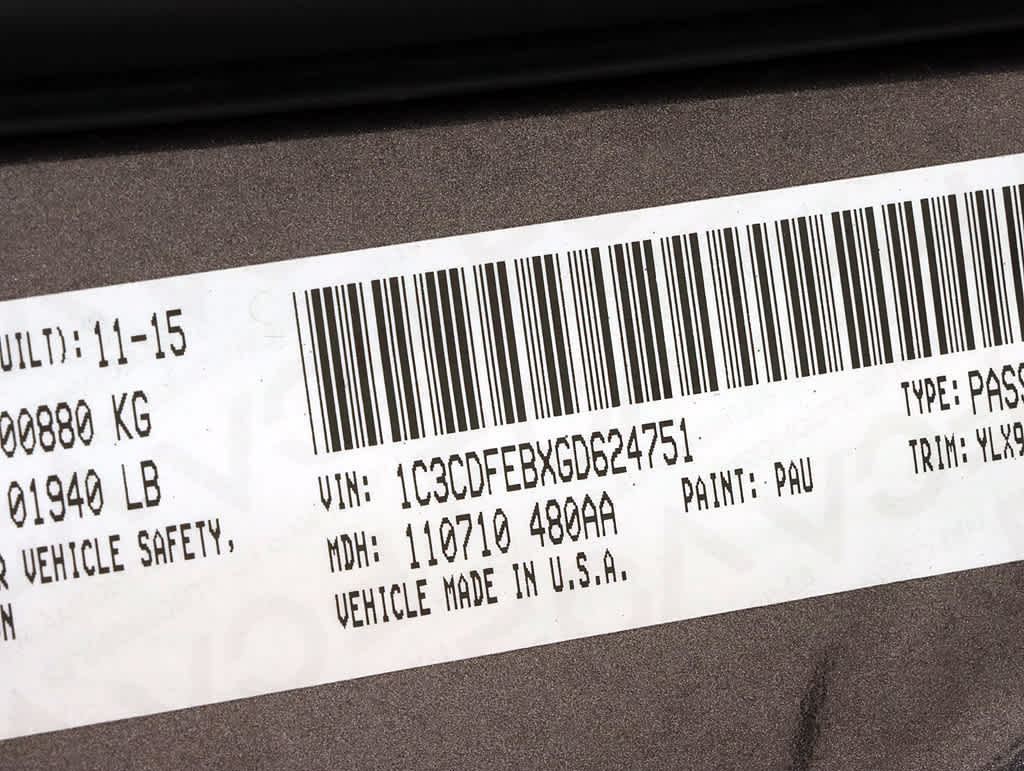 UILT): 11-15
00880 KG
01940 LB
VEHICLE SAFETY,
VIN: 1C3CDFEBXGD624751
MDH: 110710 480AA
PAINT: PAU
VEHICLE MADE IN U.S.A.
TYPE: PASS
TRIM: YLX9